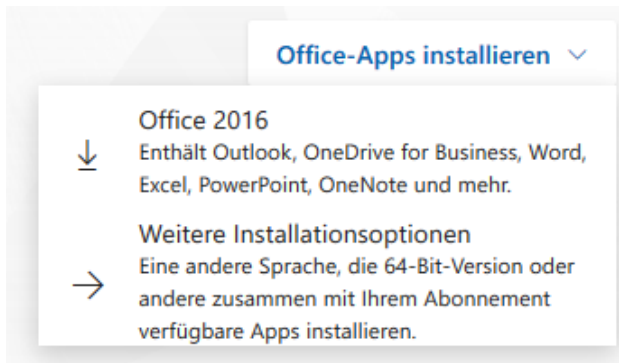 Office-Apps installieren
Office 2016
Enthält Outlook, OneDrive for Business, Word,
Excel, PowerPoint, OneNote und mehr.
Weitere Installationsoptionen
Eine andere Sprache, die 64-Bit-Version oder
andere zusammen mit Ihrem Abonnement
verfügbare Apps installieren.